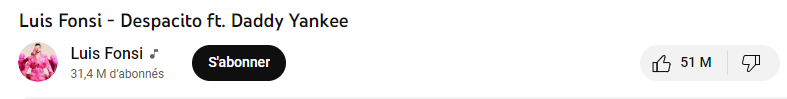 Luis Fonsi - Despacito ft. Daddy Yankee
Luis Fonsi
31,4 M d'abonnés
S'abonner
51 M